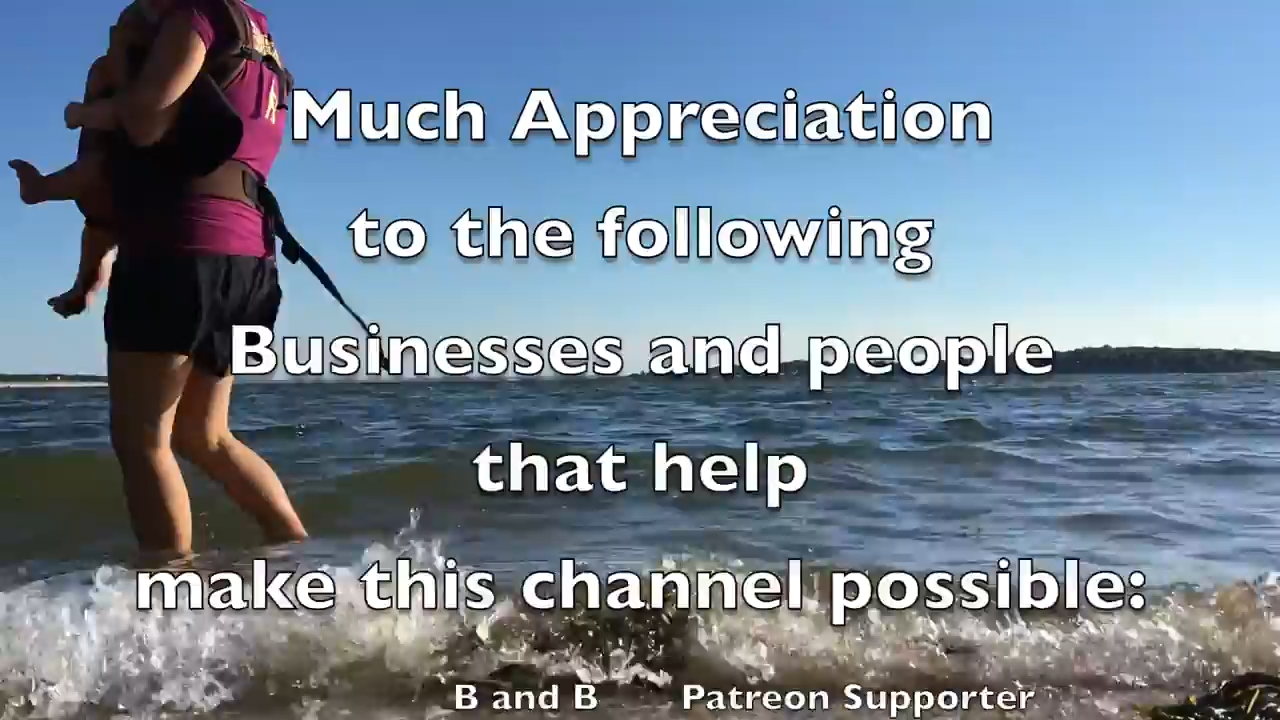 Much Appreciation
to the following
Businesses and people
that help
make this channel possible:
B and B Patreon Supporter